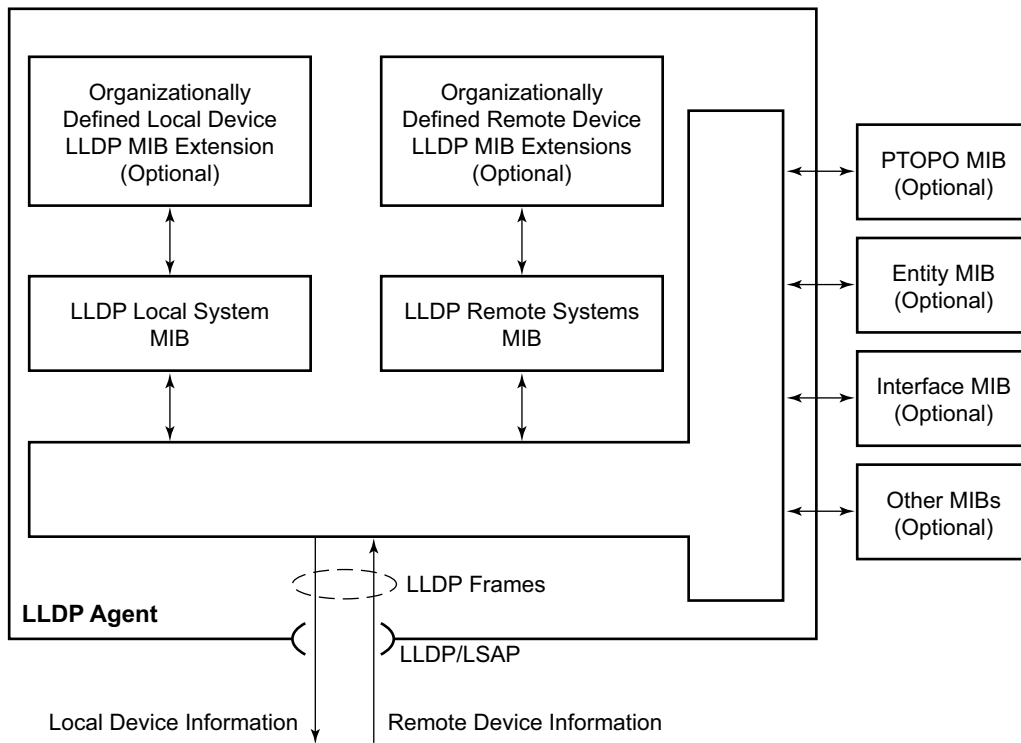 Organizationally
Defined Local Device
LLDP MIB Extension
(Optional)
Organizationally
Defined Remote Device
LLDP MIB Extensions
(Optional)
PTOPO MIB
(Optional)
LLDP Local System
MIB
LLDP Remote Systems
MIB
Entity MIB
(Optional)
Interface MIB
(Optional)
Other MIBs
(Optional)
LLDP Frames
LLDP Agent
LLDP/LSAP
Local Device Information
Remote Device Information